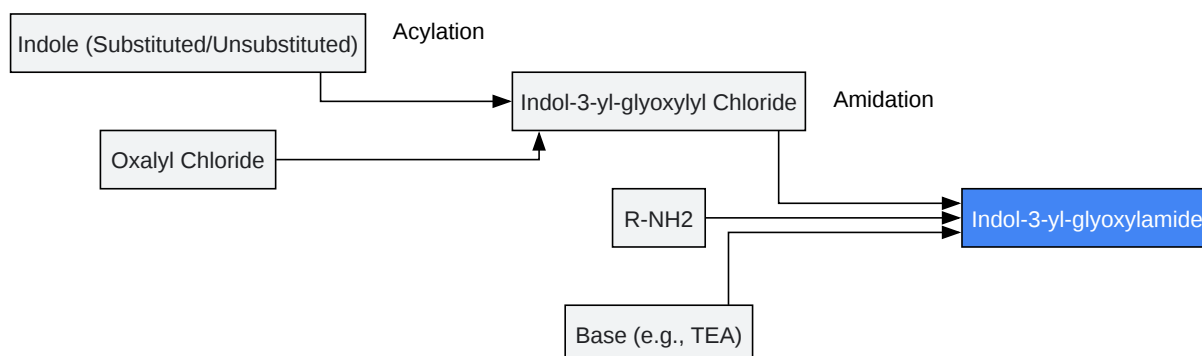 Indole (Substituted/Unsubstituted)
Acylation
Indol-3-yl-glyoxylyl Chloride
Amidation
Oxalyl Chloride
R-NH2
Indol-3-yl-glyoxylamide
Base (e.g., TEA)